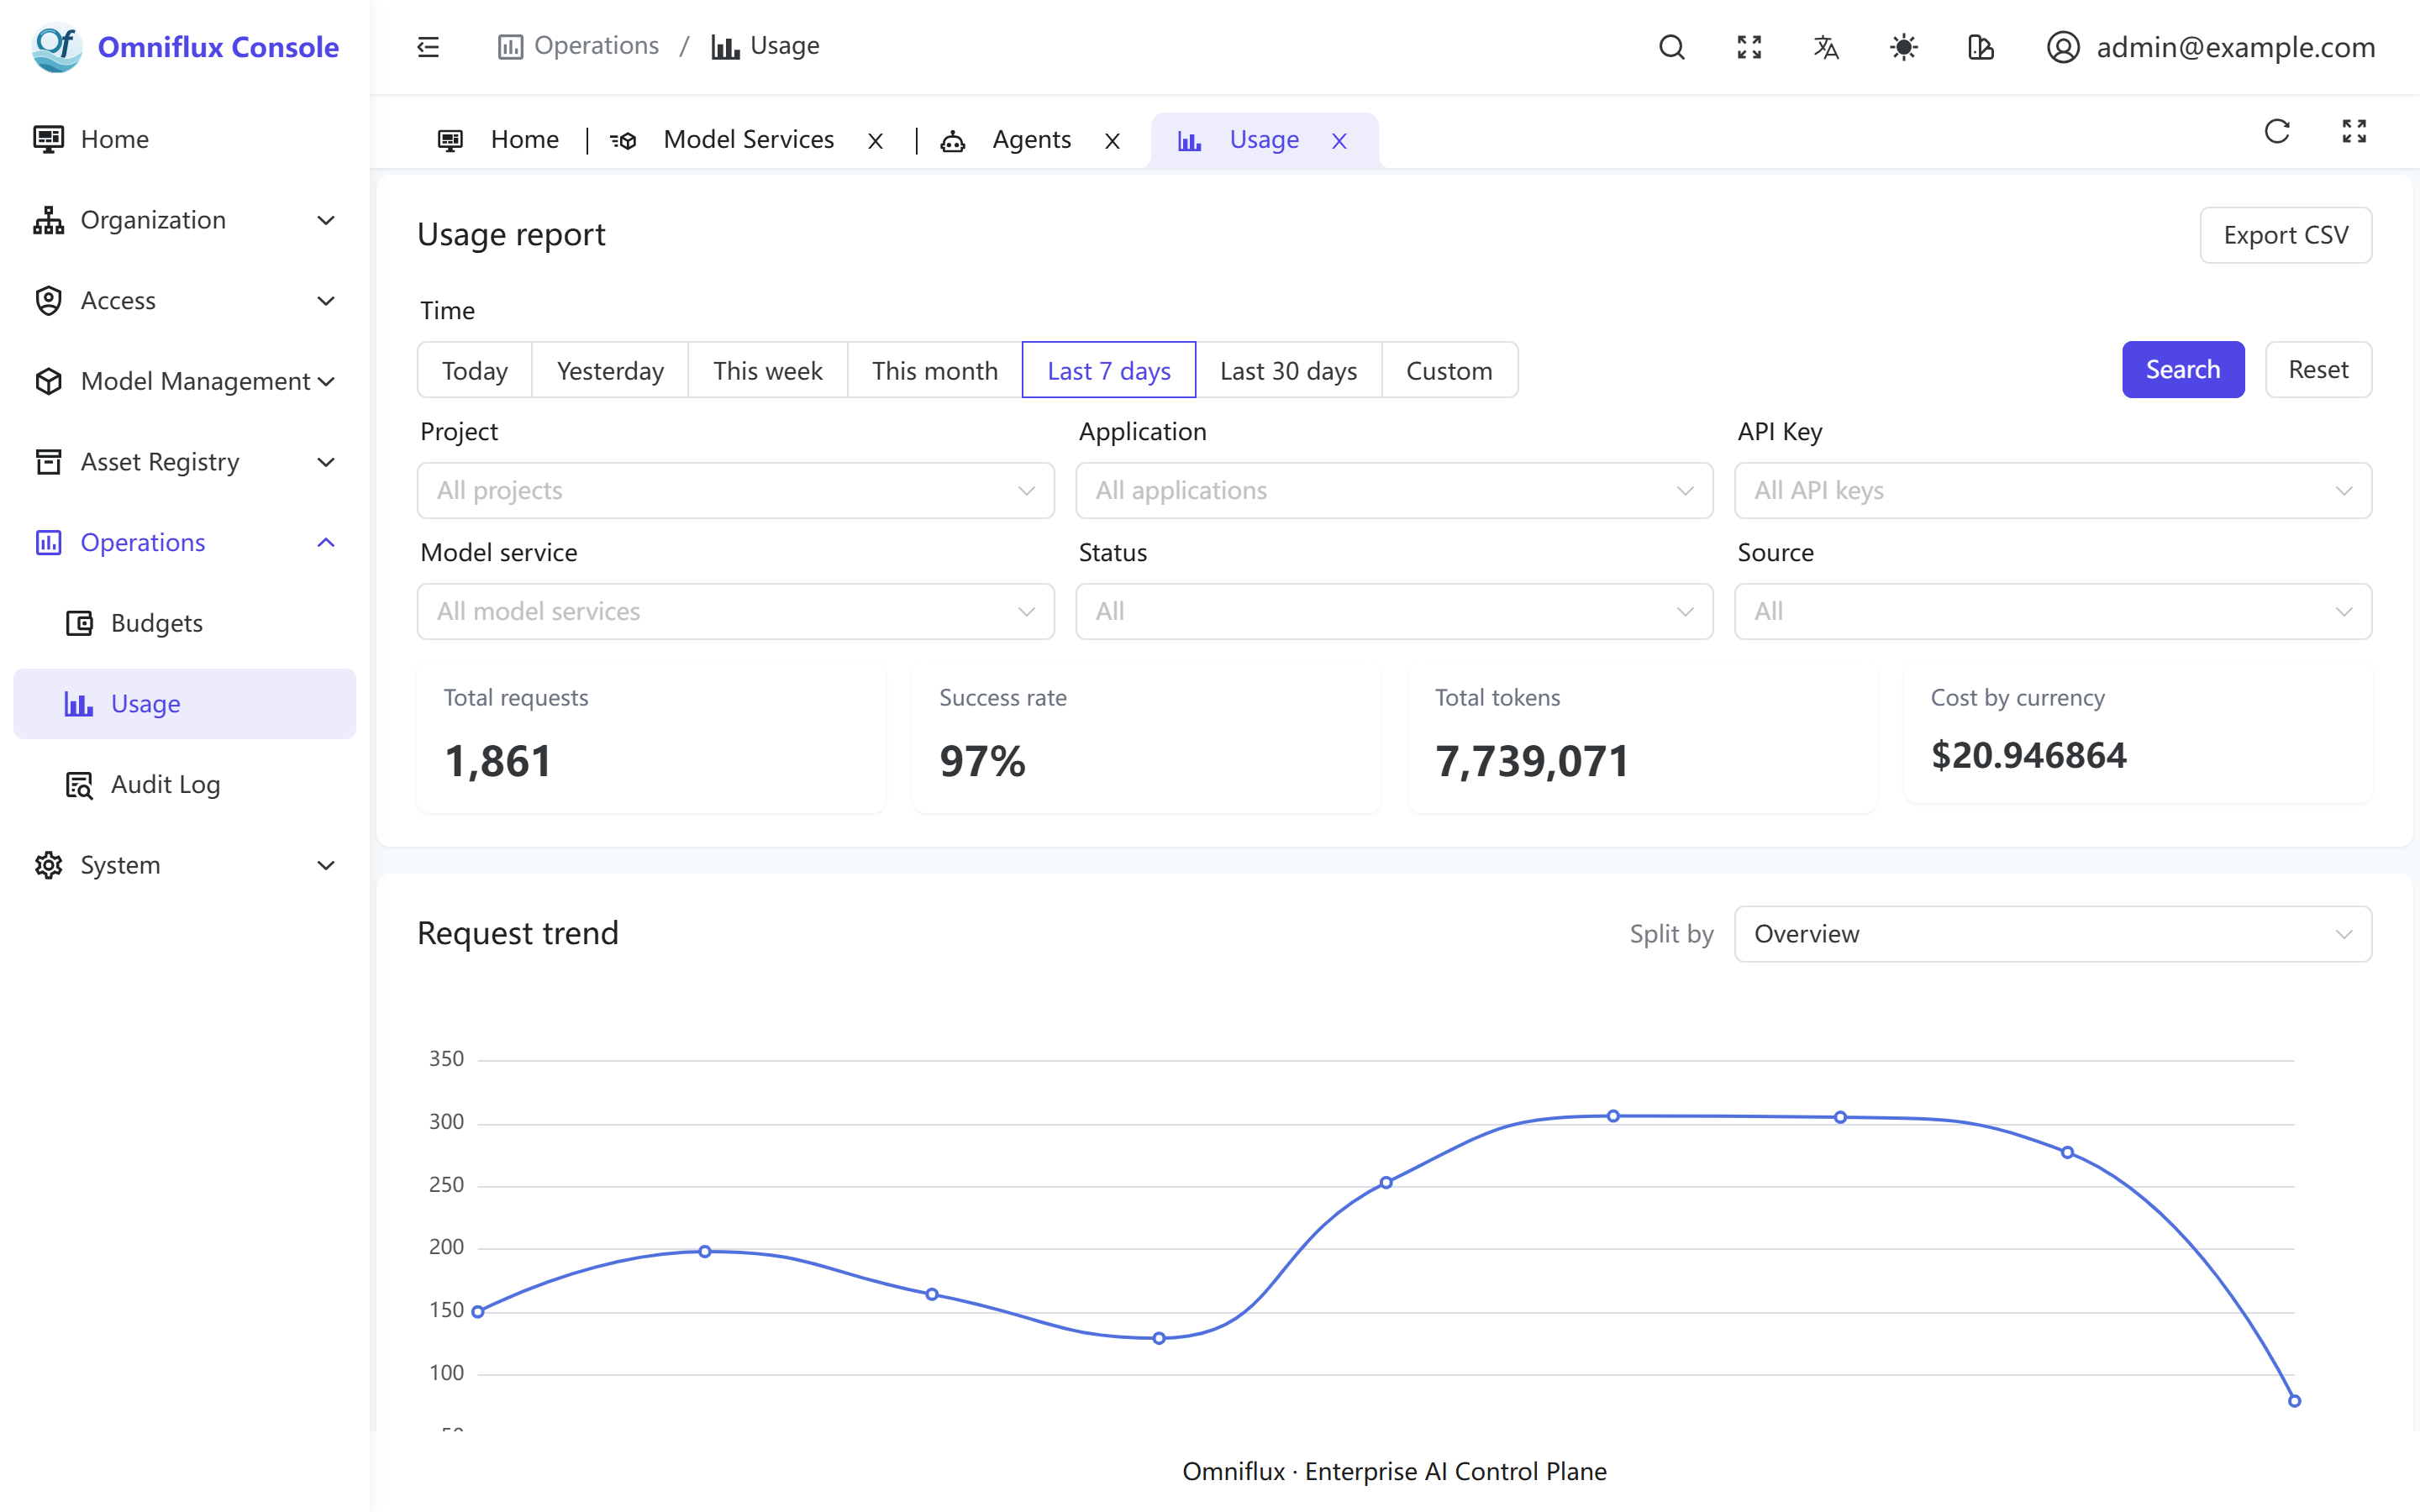 Omniflux Console
Operations / Usage
admin@example.com
Home
Organization
Access
Model Management
Asset Registry
Operations
Budgets
Usage
Audit Log
System
Home
Model Services
Agents
Usage
Usage report
Export CSV
Time
Today
Yesterday
This week
This month
Last 7 days
Last 30 days
Custom
Search
Reset
Project
Application
API Key
All projects
All applications
All API keys
Model service
Status
Source
All model services
All
All
Total requests
1,861
Success rate
97%
Total tokens
7,739,071
Cost by currency
$20.946864
Request trend
Split by
Overview
350
300
250
200
150
100
Omniflux · Enterprise AI Control Plane